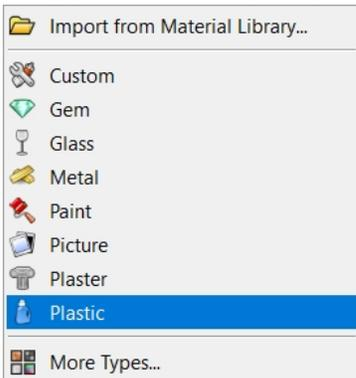 Import from Material Library...
Custom
Gem
Glass
Metal
Paint
Picture
Plaster
Plastic
More Types...